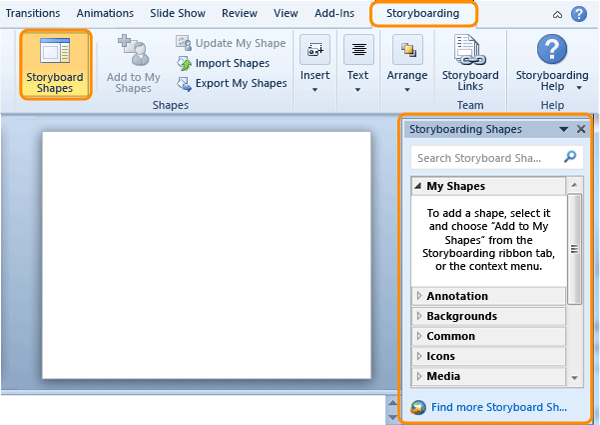 Transitions Animations Slide Show Review View Add-Ins Storyboarding
Storyboard
Shapes
Add to My
Shapes
Update My Shape
Import Shapes
Export My Shapes
Shapes
Insert
Text
Arrange
Storyboard
Links
Team
Storyboarding
Help
Help
Storyboarding Shapes
Search Storyboard Sha...
My Shapes
To add a shape, select it
and choose "Add to My
Shapes" from the
Storyboarding ribbon tab,
or the context menu.
Annotation
Backgrounds
Common
Icons
Media
Find more Storyboard Sh...